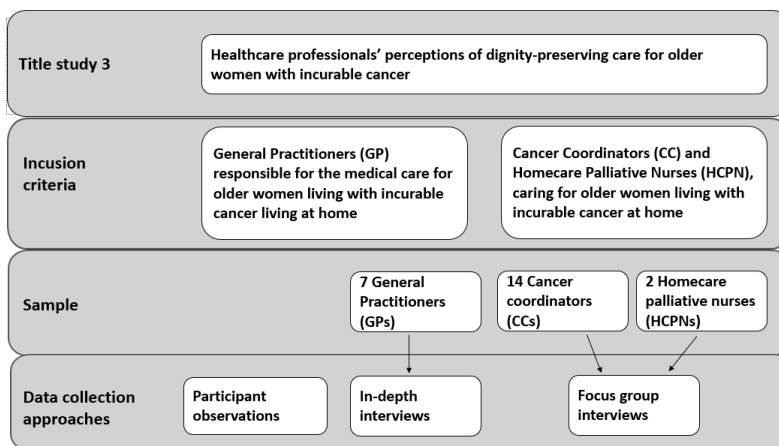 Title study 3
Healthcare professionals' perceptions of dignity-preserving care for older
women with incurable cancer
Incusion
criteria
General Practitioners (GP)
responsible for the medical care for
older women living with incurable
cancer living at home
Cancer Coordinators (CC) and
Homecare Palliative Nurses (HCPN),
caring for older women living with
incurable cancer at home
Sample
7 General
Practitioners
(GPs)
14 Cancer
coordinators
(CCs)
2 Homecare
palliative nurses
(HCPNs)
Data collection
approaches
Participant
observations
In-depth
interviews
Focus group
interviews